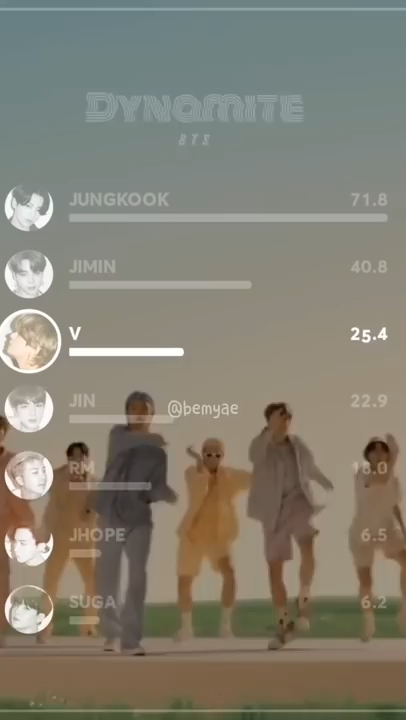 DYNAMITE
BTS
JUNGKOOK 71.8
JIMIN 40.8
V 25.4
JIN 22.9
@bemyae
RM 18.0
JHOPE 6.5
SUGA 6.2